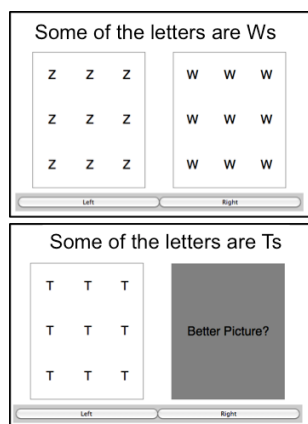 Some of the letters are Ws
Z Z Z W W W
Z Z Z W W W
Z Z Z W W W
Left Right
Some of the letters are Ts
T T T
T T T Better Picture?
T T T
Left Right